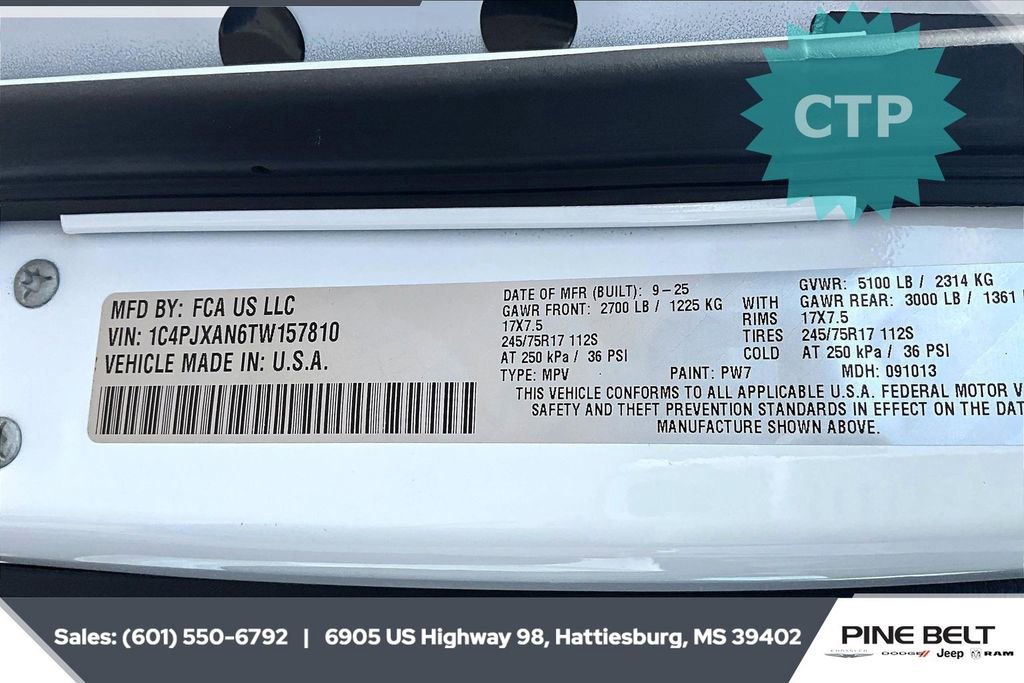 CTP
MFD BY: FCA US LLC
VIN: 1C4PJXAN6TW157810
VEHICLE MADE IN: U.S.A.
DATE OF MFR (BUILT): 9-25 GVWR: 5100 LB / 2314 KG
GAWR FRONT: 2700 LB / 1225 KG WITH GAWR REAR: 3000 LB / 1361
17X7.5 RIMS 17X7.5
245/75R17 112S TIRES 245/75R17 112S
AT 250 kPa / 36 PSI COLD AT 250 kPa / 36 PSI
TYPE: MPV PAINT: PW7 MDH: 091013
THIS VEHICLE CONFORMS TO ALL APPLICABLE U.S.A. FEDERAL MOTOR V
SAFETY AND THEFT PREVENTION STANDARDS IN EFFECT ON THE DAT
MANUFACTURE SHOWN ABOVE.
Sales: (601) 550-6792 | 6905 US Highway 98, Hattiesburg, MS 39402
PINE BELT
CHRYSLER DODGE Jeep RAM